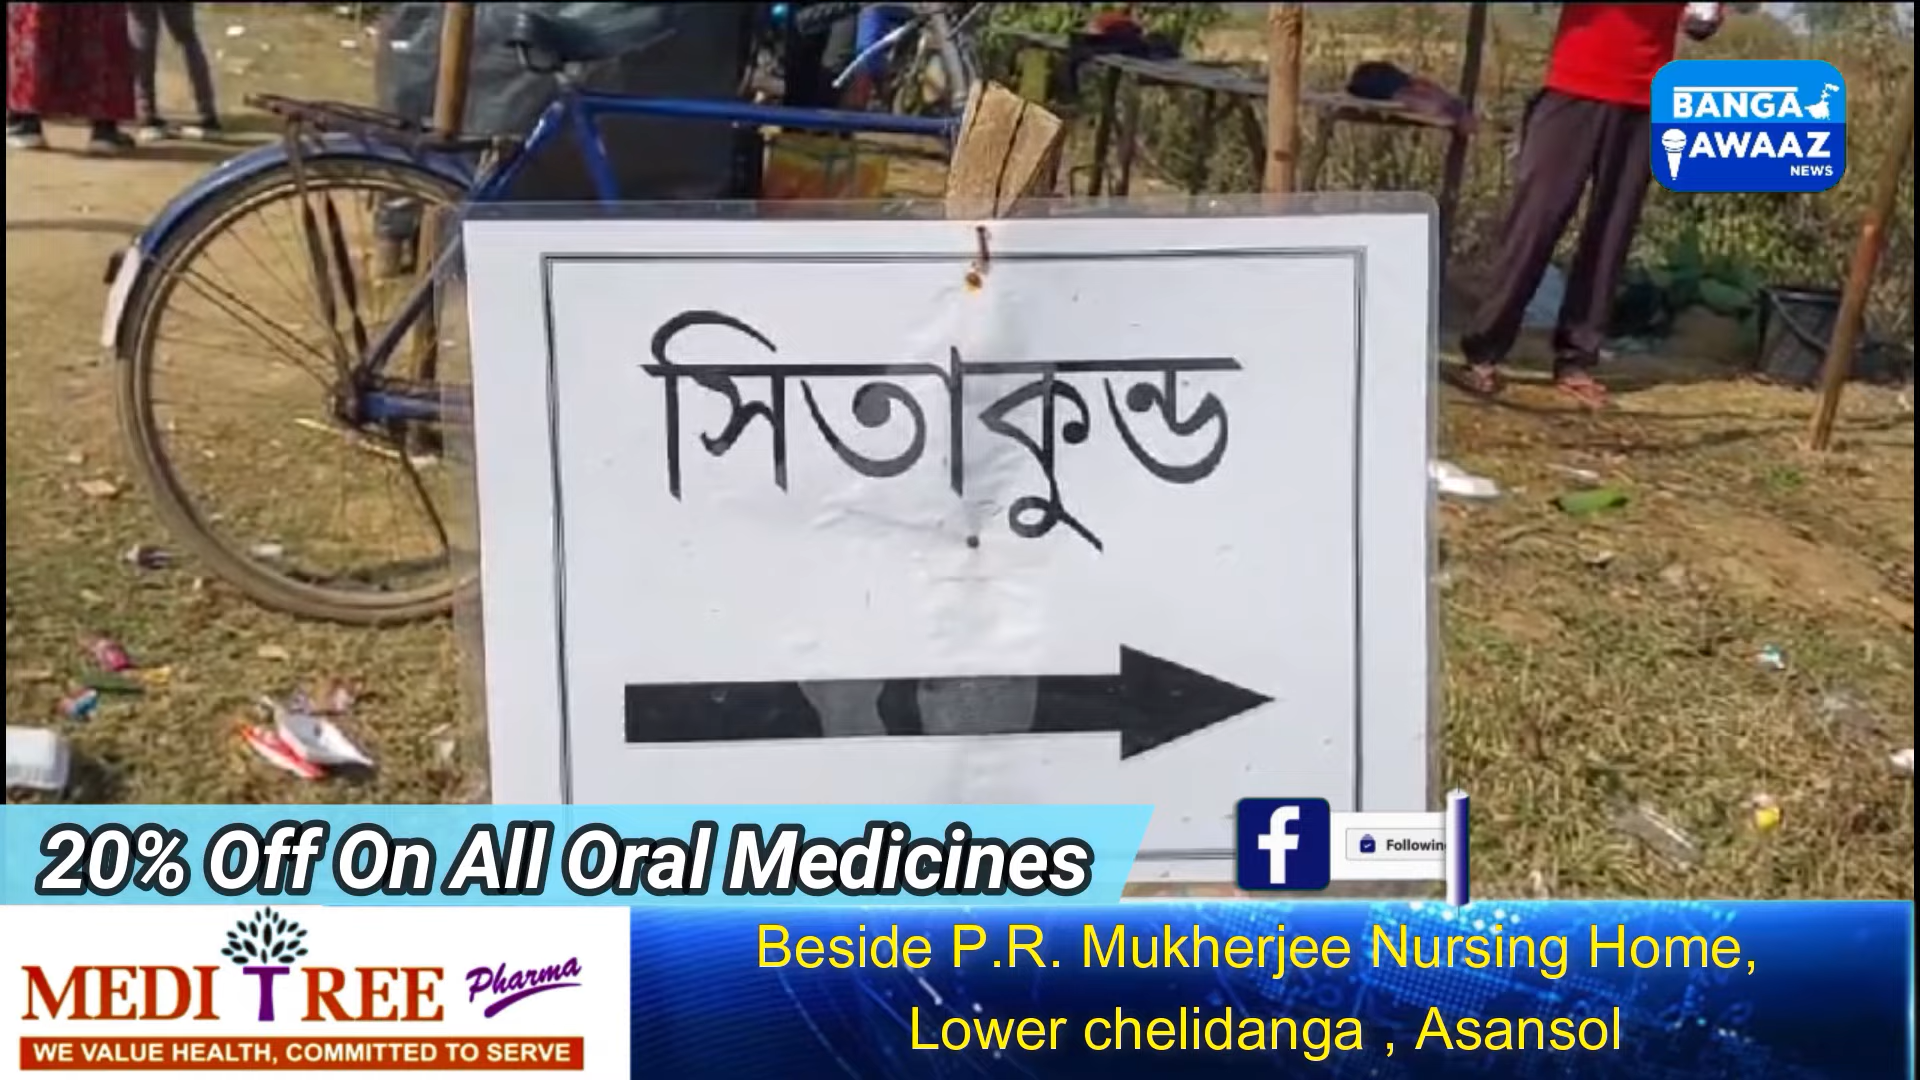 BANGA
AWAAZ
NEWS
সিতাকুন্ড
20% Off On All Oral Medicines
Following
MEDI TREE Pharma
WE VALUE HEALTH, COMMITTED TO SERVE
Beside P.R. Mukherjee Nursing Home,
Lower chelidanga , Asansol